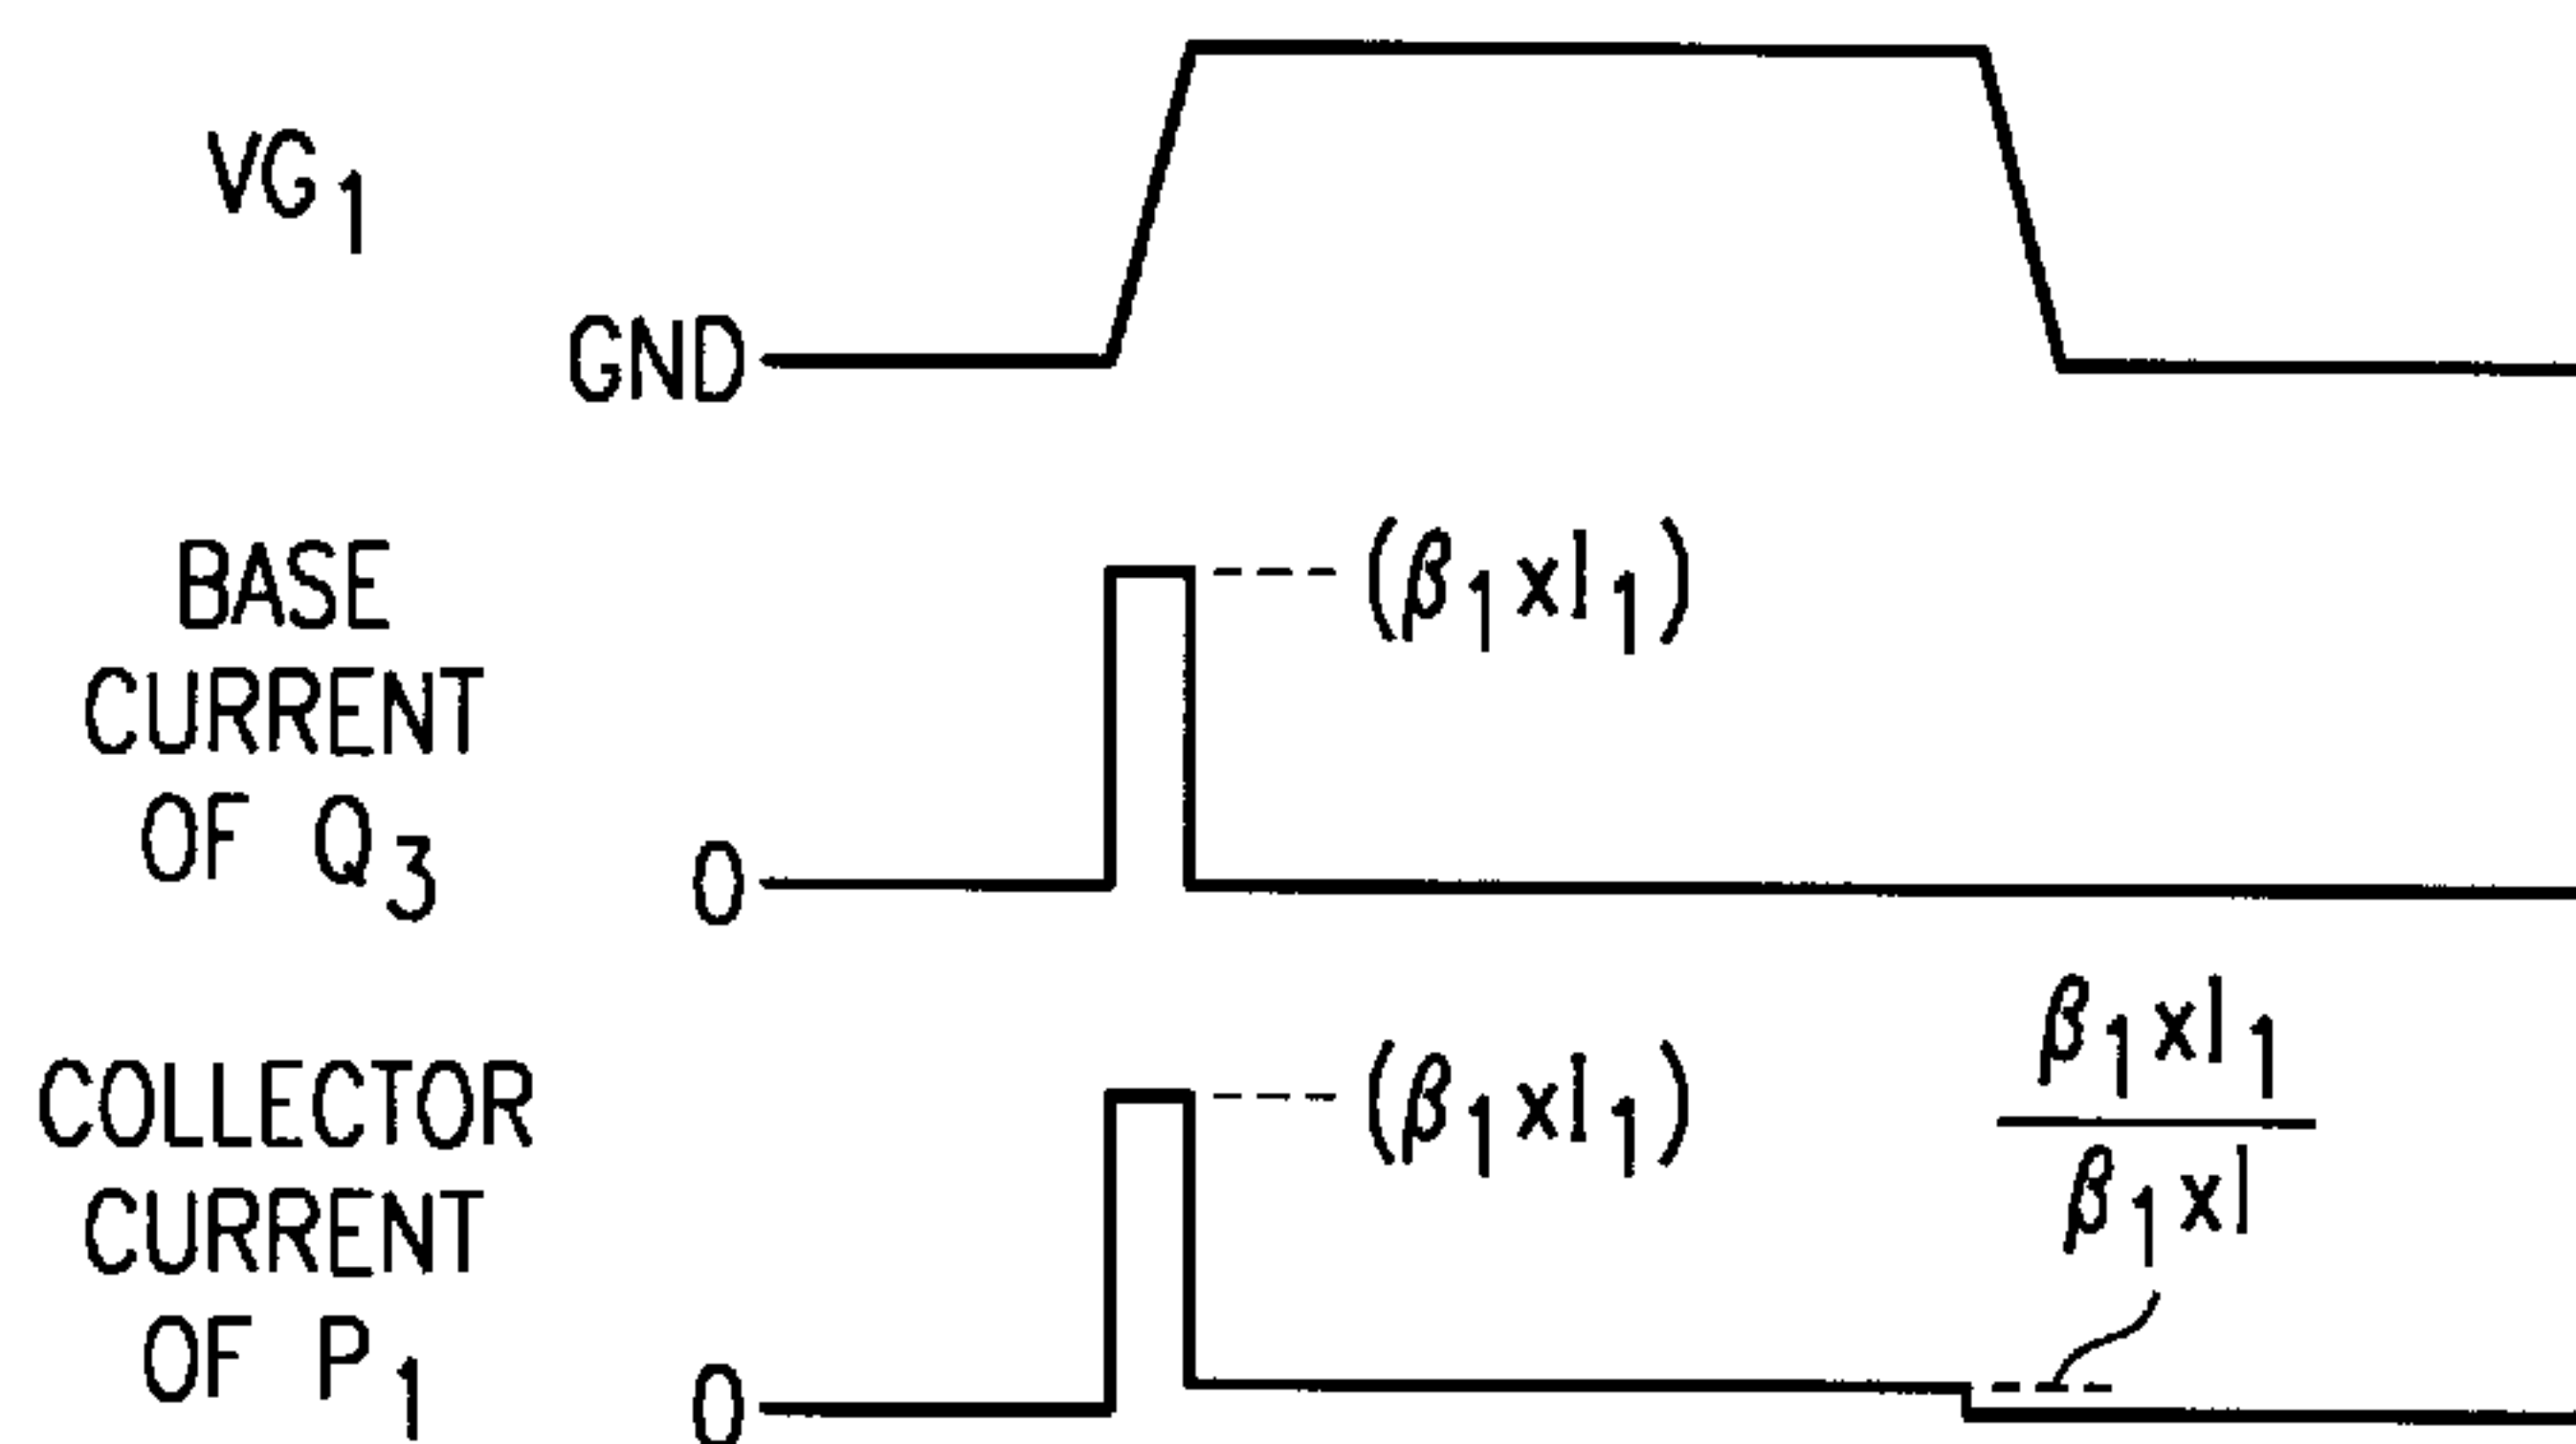 VG1
GND
BASE
CURRENT
OF Q3
0
(β1xI1)
COLLECTOR
CURRENT
OF P1
0
(β1xI1)
β1xI1
β1xI